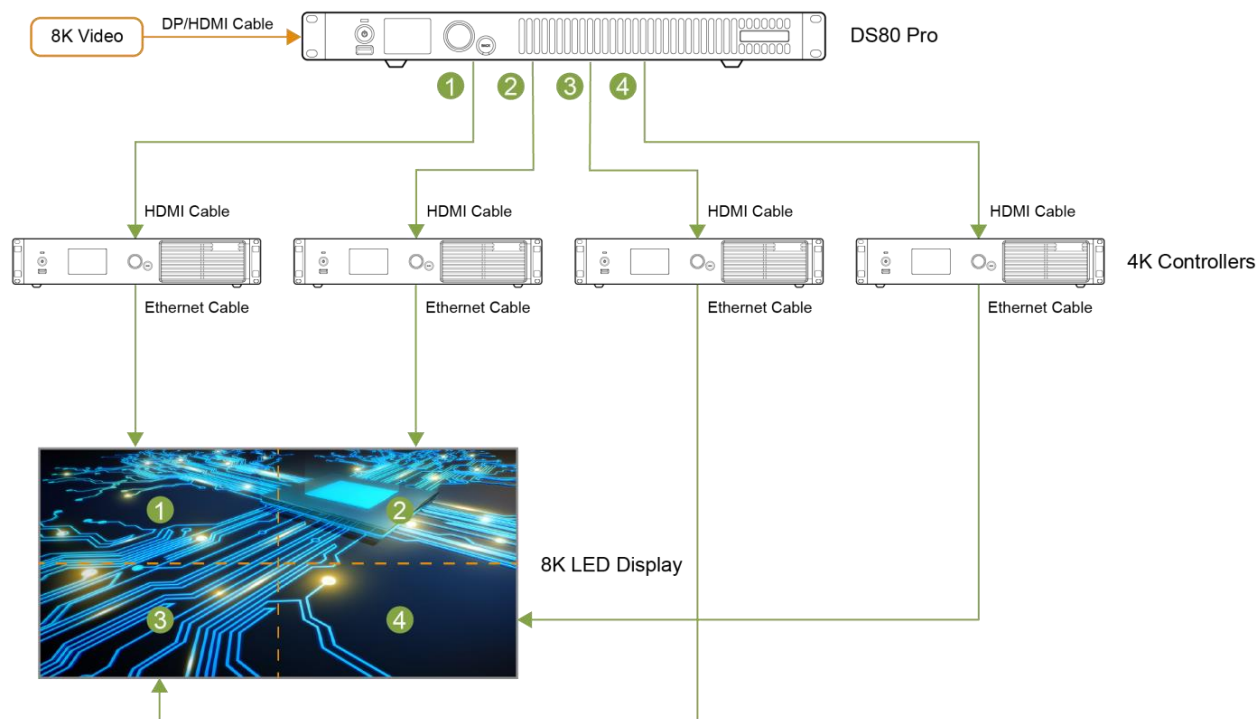 8K Video
DP/HDMI Cable
DS80 Pro
1
2
3
4
HDMI Cable
HDMI Cable
HDMI Cable
HDMI Cable
4K Controllers
Ethernet Cable
Ethernet Cable
Ethernet Cable
Ethernet Cable
1
2
8K LED Display
3
4